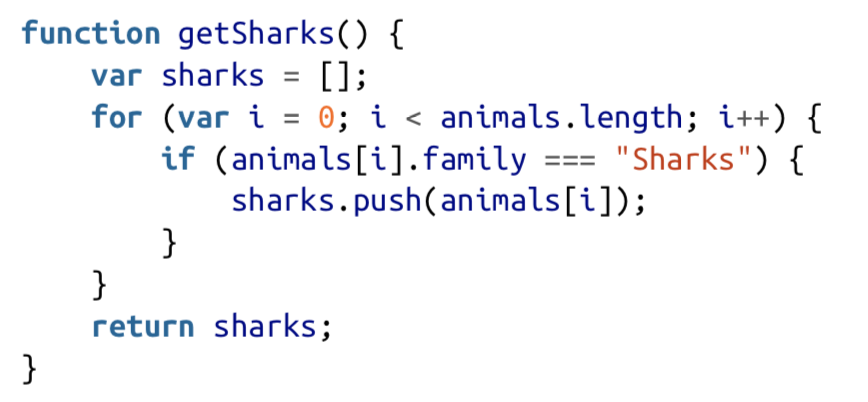 function getSharks() {
    var sharks = [];
    for (var i = 0; i < animals.length; i++) {
        if (animals[i].family === "Sharks") {
            sharks.push(animals[i]);
        }
    }
    return sharks;
}